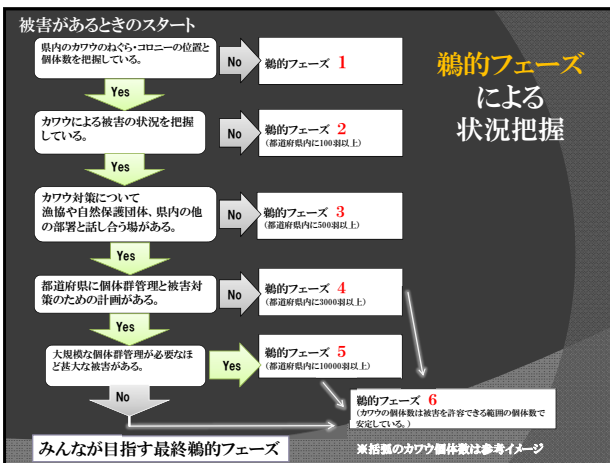 被害があるときのスタート
県内のカワウのねぐら・コロニーの位置と
個体数を把握している。
No
鵜的フェーズ 1
鵜的フェーズ
による
状況把握
Yes
カワウによる被害の状況を把握
している。
No
鵜的フェーズ 2
(都道府県内に100羽以上)
Yes
カワウ対策について
漁協や自然保護団体、県内の他
の部署と話し合う場がある。
No
鵜的フェーズ 3
(都道府県内に500羽以上)
Yes
都道府県に個体群管理と被害対
策のための計画がある。
No
鵜的フェーズ 4
(都道府県内に3000羽以上)
Yes
大規模な個体群管理が必要なほ
ど甚大な被害がある。
Yes
鵜的フェーズ 5
(都道府県内に10000羽以上)
No
鵜的フェーズ 6
(カワウの個体数は被害を許容できる範囲の個体数で
安定している。)
みんなが目指す最終鵜的フェーズ
※括弧のカワウ個体数は参考イメージ